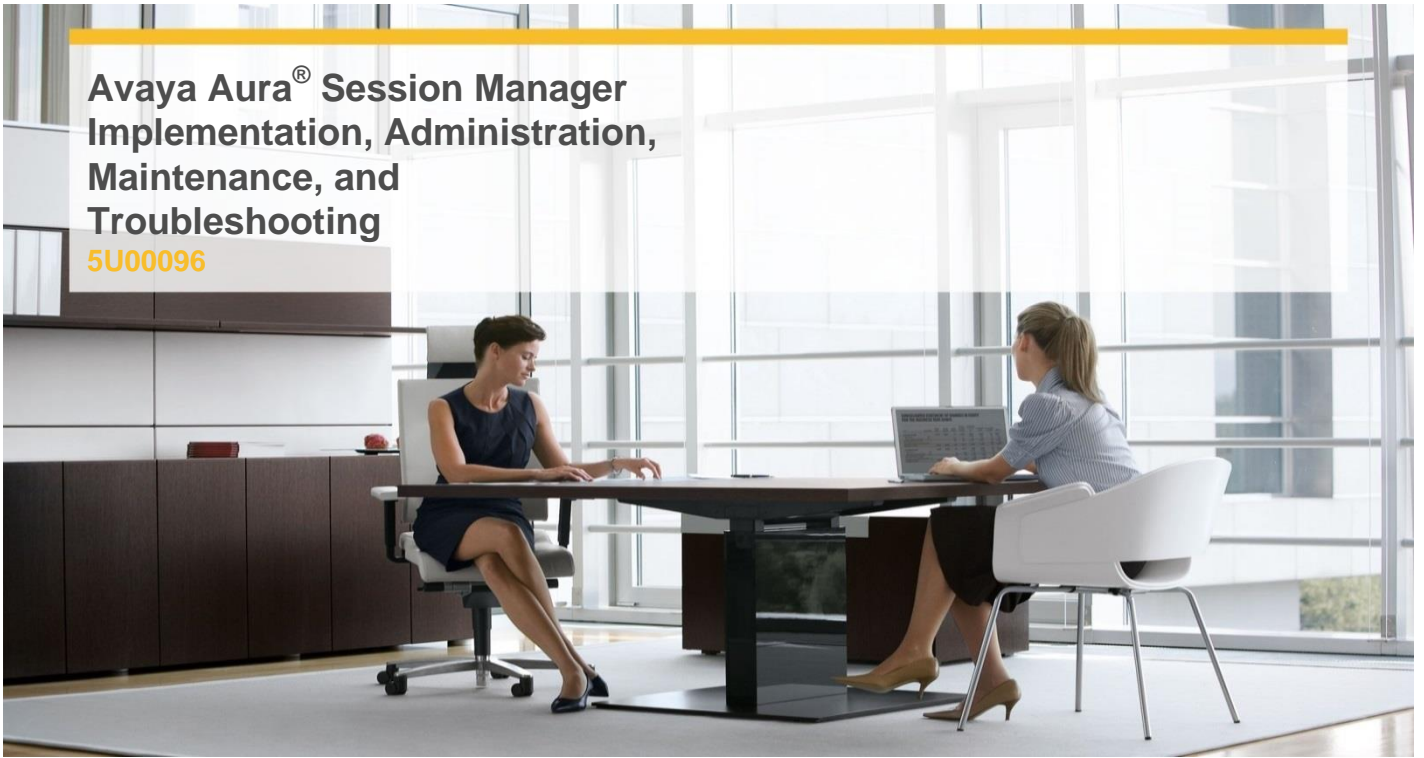 Avaya Aura® Session Manager
Implementation, Administration,
Maintenance, and
Troubleshooting
5U00096